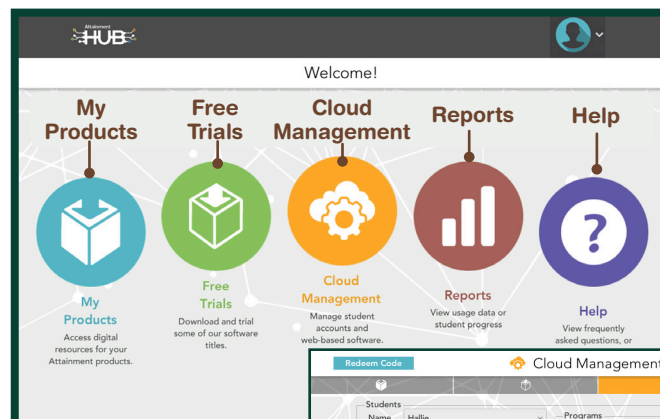 Attainment
HUB
Welcome!
My
Products
Free
Trials
Cloud
Management
Reports
Help
?
My
Products
Access digital
resources for your
Attainment products.
Free
Trials
Download and trial
some of our software
titles.
Cloud
Management
Manage student
accounts and
web-based software.
Reports
View usage data or
student progress
Help
View frequently
asked questions, or
Redeem Code
Cloud Management
Students
Name Hallie
Programs